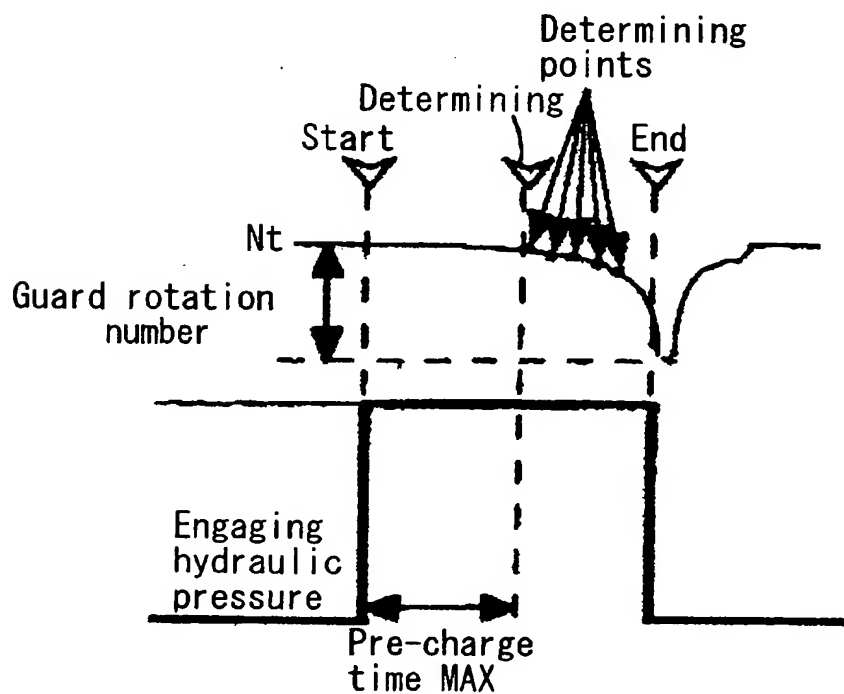 Determining
points
Determining
Start
End
Nt
Guard rotation
number
Engaging
hydraulic
pressure
Pre-charge
time MAX